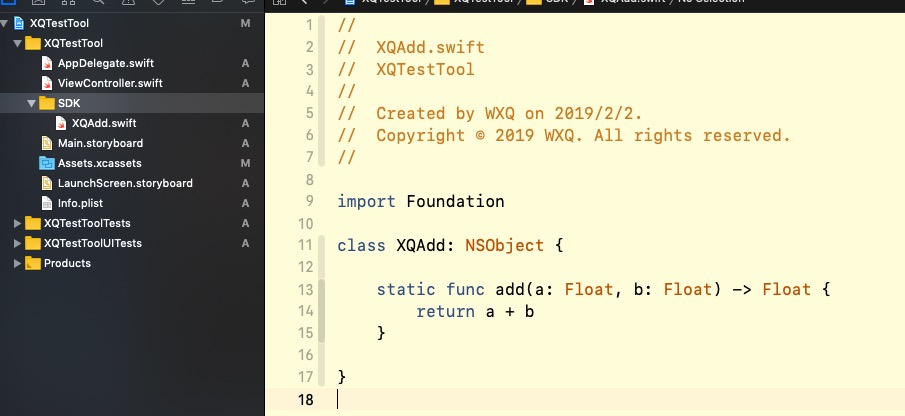 XQTestTool M
XQTestTool
AppDelegate.swift A
ViewController.swift A
SDK
XQAdd.swift A
Main.storyboard A
Assets.xcassets M
LaunchScreen.storyboard A
Info.plist A
XQTestToolTests A
XQTestToolUITests A
Products
1 //
2 //  XQAdd.swift
3 //  XQTestTool
4 //
5 //  Created by WXQ on 2019/2/2.
6 //  Copyright © 2019 WXQ. All rights reserved.
7 //
8
9 import Foundation
10
11 class XQAdd: NSObject {
12
13     static func add(a: Float, b: Float) -> Float {
14         return a + b
15     }
16
17 }
18